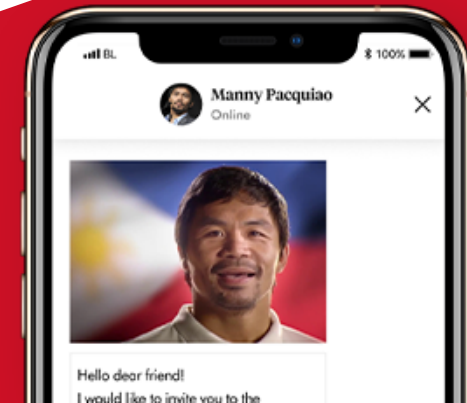 BL 100%
Manny Pacquiao
Online
Hello dear friend!
I would like to invite you to the